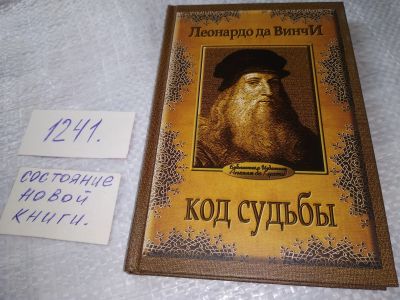 Леонардо да ВинчИ
код судьбы
1241.
состояние
новой
книги.